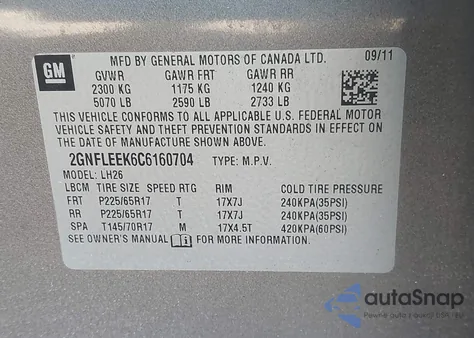 GM
MFD BY GENERAL MOTORS OF CANADA LTD. 09/11
GVWR GAWR FRT GAWR RR
2300 KG 1175 KG 1240 KG
5070 LB 2590 LB 2733 LB
THIS VEHICLE CONFORMS TO ALL APPLICABLE U.S. FEDERAL MOTOR
VEHICLE SAFETY AND THEFT PREVENTION STANDARDS IN EFFECT ON THE
DATE OF MANUFACTURE SHOWN ABOVE.
2GNFLEEK6C6160704 TYPE: M.P.V.
MODEL: LH26
LBCM TIRE SIZE SPEED RTG RIM COLD TIRE PRESSURE
FRT P225/65R17 T 17X7J 240KPA(35PSI)
RR P225/65R17 T 17X7J 240KPA(35PSI)
SPA T145/70R17 M 17X4.5T 420KPA(60PSI)
SEE OWNER'S MANUAL FOR MORE INFORMATION.
autoSnap